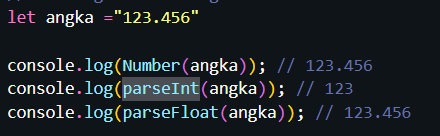 let angka ="123.456"
console.log(Number(angka)); // 123.456
console.log(parseInt(angka)); // 123
console.log(parseFloat(angka)); // 123.456